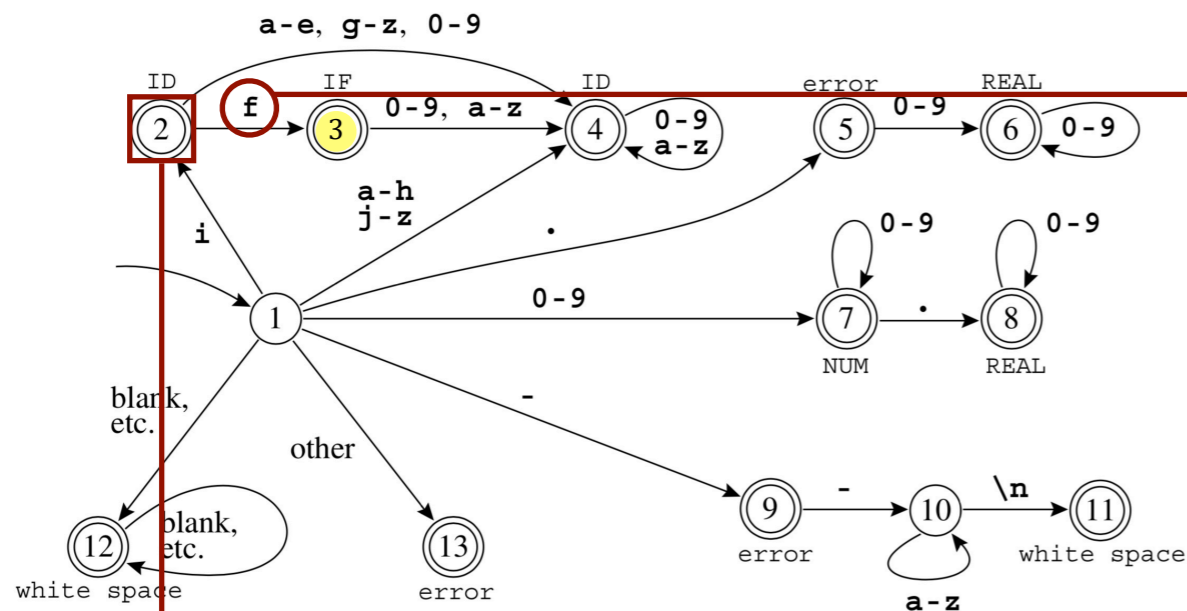 a-e, g-z, 0-9
ID IF ID error REAL
2 f 3 0-9, a-z 4 0-9 a-z 5 0-9 6 0-9
a-h
j-z
i .
0-9 0-9
1 0-9 7 . 8
NUM REAL
blank,
etc.
-
other
9 - 10 \n 11
error white space
blank,
etc.
12 13
white space error
a-z